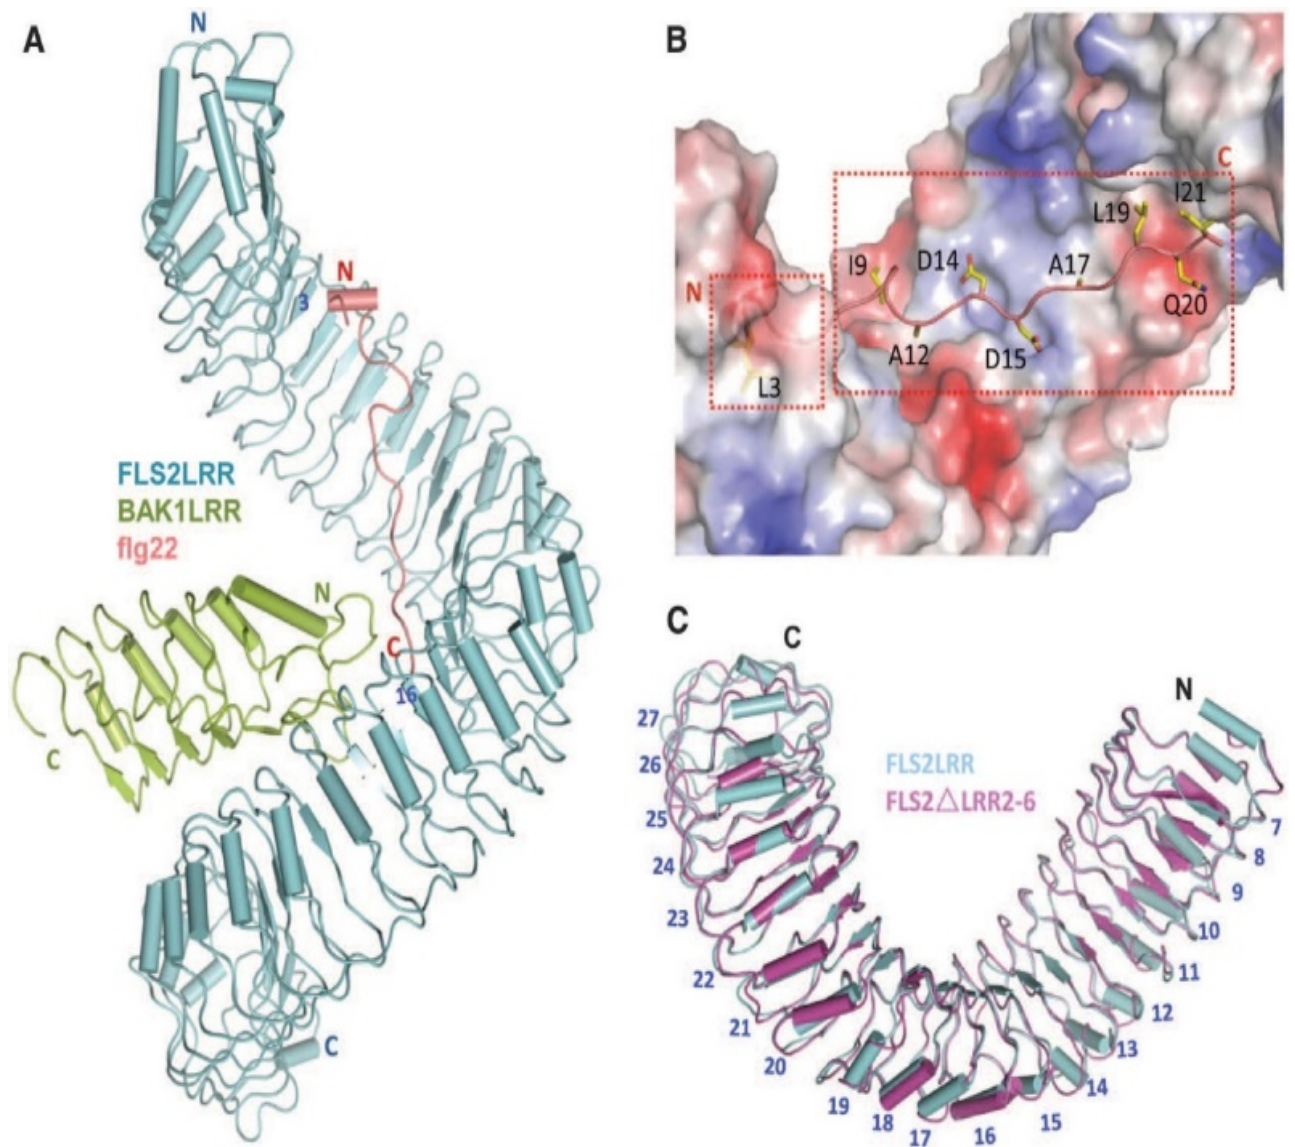 A
N
N
3
FLS2LRR
BAK1LRR
flg22
N
C
C
16
C
B
C
L19
I21
I9
D14
A17
N
Q20
A12
D15
L3
C
C
N
27
26
FLS2LRR
25
FLS2△LRR2-6
7
24
8
9
23
10
11
22
12
21
13
20
14
19
15
18
16
17